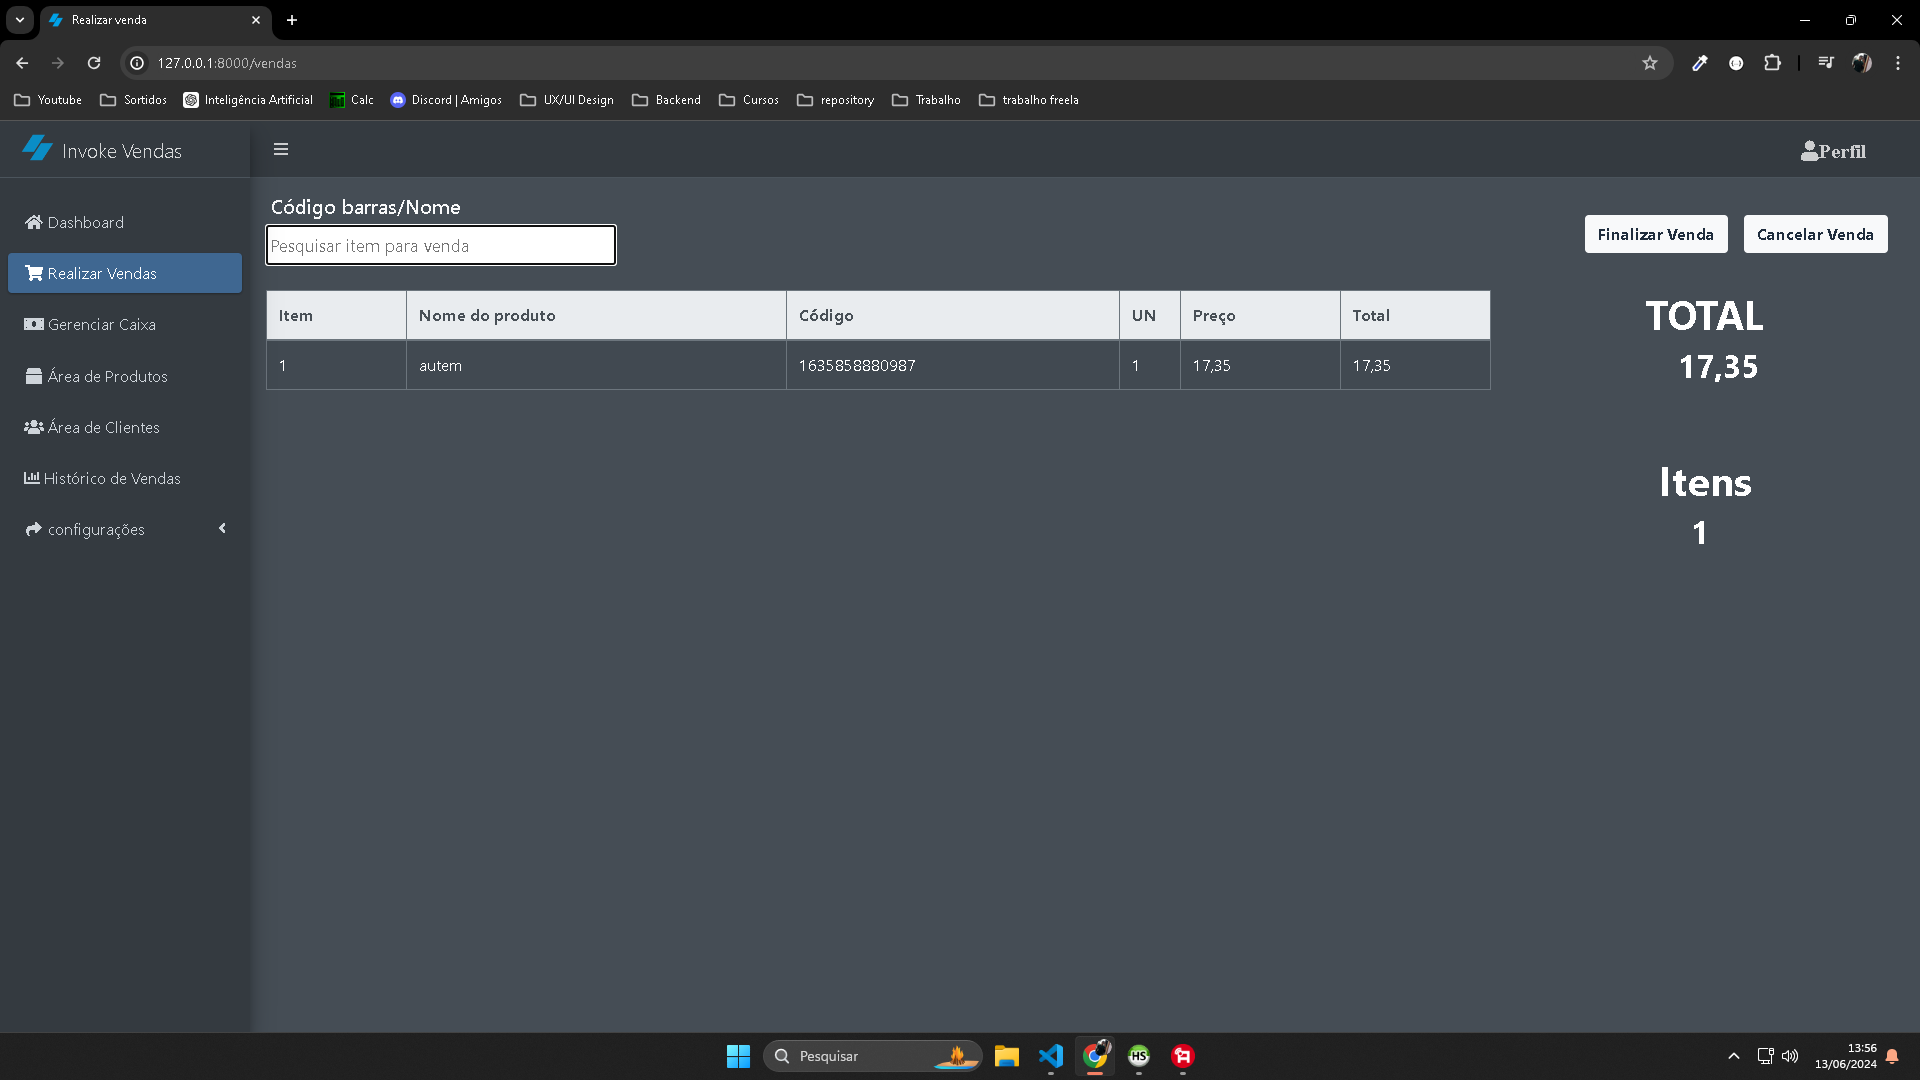 Realizar venda
127.0.0.1:8000/vendas
Youtube
Sortidos
Inteligência Artificial
Calc
Discord | Amigos
UX/UI Design
Backend
Cursos
repository
Trabalho
trabalho freela
Invoke Vendas
Perfil
Dashboard
Realizar Vendas
Gerenciar Caixa
Área de Produtos
Área de Clientes
Histórico de Vendas
configurações
Código barras/Nome
Pesquisar item para venda
Finalizar Venda
Cancelar Venda
Item Nome do produto Código UN Preço Total
1 autem 1635858880987 1 17,35 17,35
TOTAL
17,35
Itens
1
Pesquisar
HS
13:56
13/06/2024